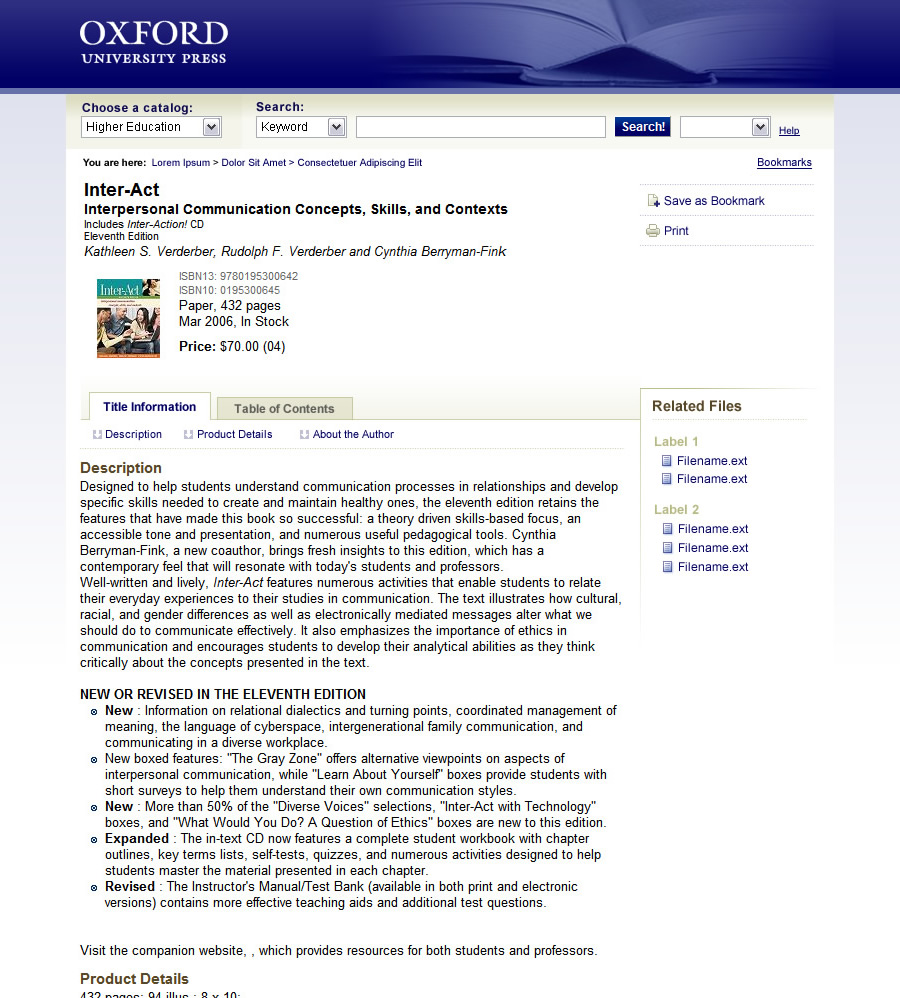 OXFORD
UNIVERSITY PRESS
Choose a catalog:
Search:
Higher Education
Keyword
Search!
Help
You are here: Lorem Ipsum > Dolor Sit Amet > Consectetuer Adipiscing Elit
Bookmarks
Inter-Act
Interpersonal Communication Concepts, Skills, and Contexts
Includes Inter-Action! CD
Eleventh Edition
Kathleen S. Verderber, Rudolph F. Verderber and Cynthia Berryman-Fink
Save as Bookmark
Print
Inter-Act
ISBN13: 9780195300642
ISBN10: 0195300645
Paper, 432 pages
Mar 2006, In Stock
Price: $70.00 (04)
Title Information
Table of Contents
Description
Product Details
About the Author
Description
Designed to help students understand communication processes in relationships and develop
specific skills needed to create and maintain healthy ones, the eleventh edition retains the
features that have made this book so successful: a theory driven skills-based focus, an
accessible tone and presentation, and numerous useful pedagogical tools. Cynthia
Berryman-Fink, a new coauthor, brings fresh insights to this edition, which has a
contemporary feel that will resonate with today's students and professors.
Well-written and lively, Inter-Act features numerous activities that enable students to relate
their everyday experiences to their studies in communication. The text illustrates how cultural,
racial, and gender differences as well as electronically mediated messages alter what we
should do to communicate effectively. It also emphasizes the importance of ethics in
communication and encourages students to develop their analytical abilities as they think
critically about the concepts presented in the text.
NEW OR REVISED IN THE ELEVENTH EDITION
New : Information on relational dialectics and turning points, coordinated management of
meaning, the language of cyberspace, intergenerational family communication, and
communicating in a diverse workplace.
New boxed features: "The Gray Zone" offers alternative viewpoints on aspects of
interpersonal communication, while "Learn About Yourself" boxes provide students with
short surveys to help them understand their own communication styles.
New : More than 50% of the "Diverse Voices" selections, "Inter-Act with Technology"
boxes, and "What Would You Do? A Question of Ethics" boxes are new to this edition.
Expanded : The in-text CD now features a complete student workbook with chapter
outlines, key terms lists, self-tests, quizzes, and numerous activities designed to help
students master the material presented in each chapter.
Revised : The Instructor's Manual/Test Bank (available in both print and electronic
versions) contains more effective teaching aids and additional test questions.
Visit the companion website, , which provides resources for both students and professors.
Product Details
432 pages; 94 illus.; 8 x 10;
Related Files
Label 1
Filename.ext
Filename.ext
Label 2
Filename.ext
Filename.ext
Filename.ext